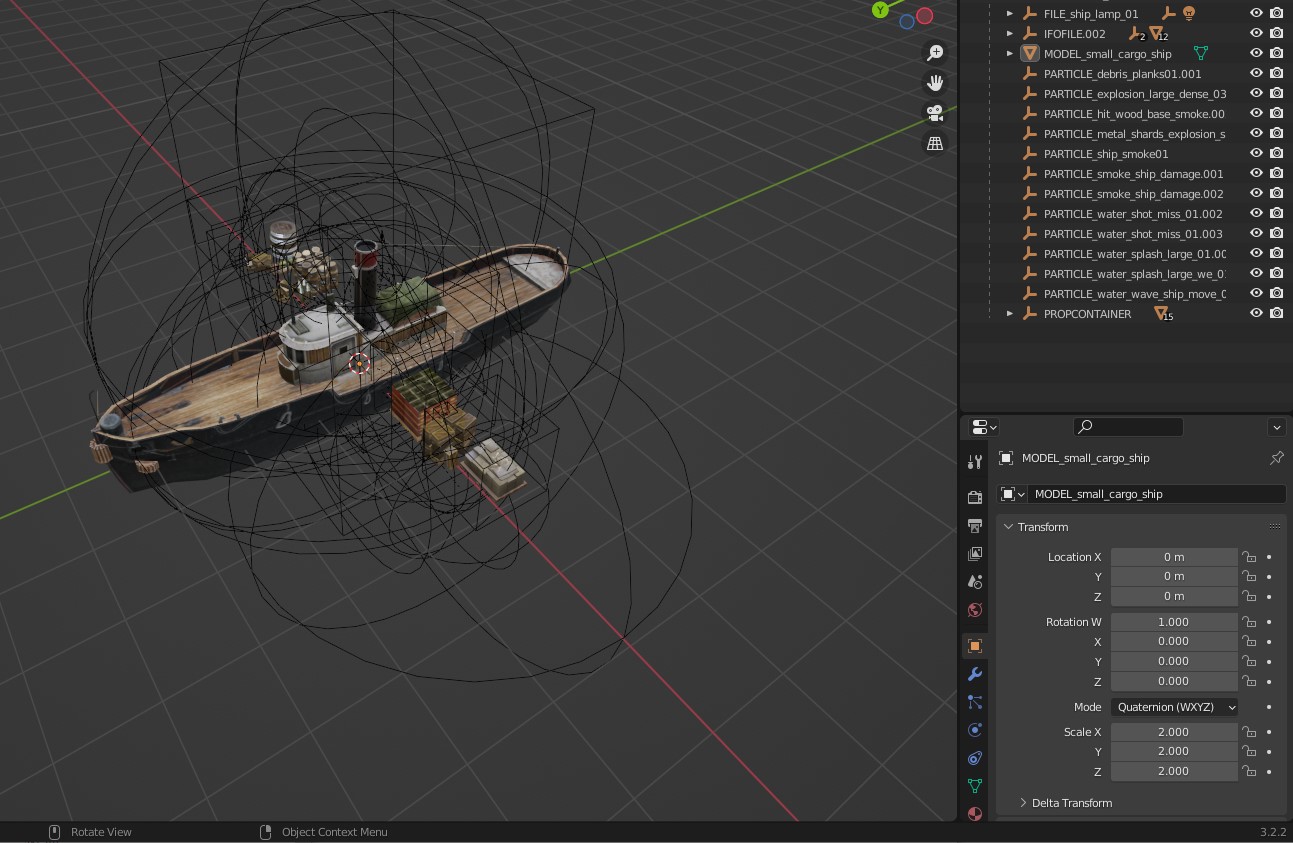 FILE_ship_lamp_01
IFOFILE.002 2 12
MODEL_small_cargo_ship
PARTICLE_debris_planks01.001
PARTICLE_explosion_large_dense_03
PARTICLE_hit_wood_base_smoke.00
PARTICLE_metal_shards_explosion_s
PARTICLE_ship_smoke01
PARTICLE_smoke_ship_damage.001
PARTICLE_smoke_ship_damage.002
PARTICLE_water_shot_miss_01.002
PARTICLE_water_shot_miss_01.003
PARTICLE_water_splash_large_01.00
PARTICLE_water_splash_large_we_0
PARTICLE_water_wave_ship_move_0
PROPCONTAINER 15
Y
MODEL_small_cargo_ship
MODEL_small_cargo_ship
Transform
Location X 0 m
Y 0 m
Z 0 m
Rotation W 1.000
X 0.000
Y 0.000
Z 0.000
Mode Quaternion (WXYZ)
Scale X 2.000
Y 2.000
Z 2.000
Delta Transform
Rotate View
Object Context Menu
3.2.2